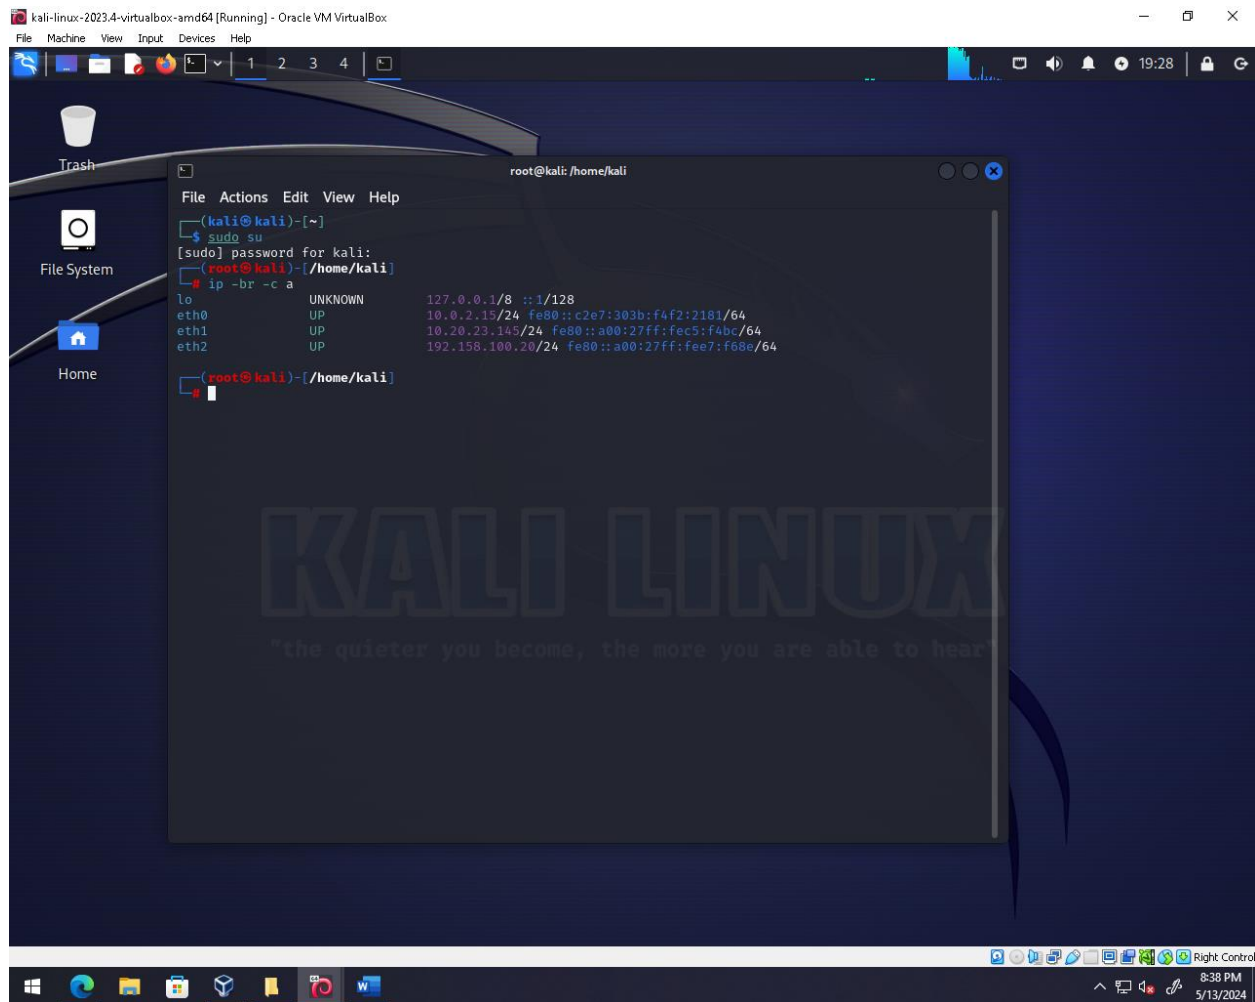 kali-linux-2023.4-virtualbox-amd64 [Running] - Oracle VM VirtualBox
File Machine View Input Devices Help
1 2 3 4 19:28
Trash
File System
Home
root@kali: /home/kali
File Actions Edit View Help
┌──(kali㉿kali)-[~]
└─$ sudo su
[sudo] password for kali:
┌──(root㉿kali)-[/home/kali]
└─# ip -br -c a
lo UNKNOWN 127.0.0.1/8 ::1/128
eth0 UP 10.0.2.15/24 fe80::c2e7:303b:f4f2:2181/64
eth1 UP 10.20.23.145/24 fe80::a00:27ff:fec5:f4bc/64
eth2 UP 192.158.100.20/24 fe80::a00:27ff:fee7:f68e/64
┌──(root㉿kali)-[/home/kali]
└─#
KALI LINUX
"the quieter you become, the more you are able to hear"
Right Control
8:38 PM
5/13/2024